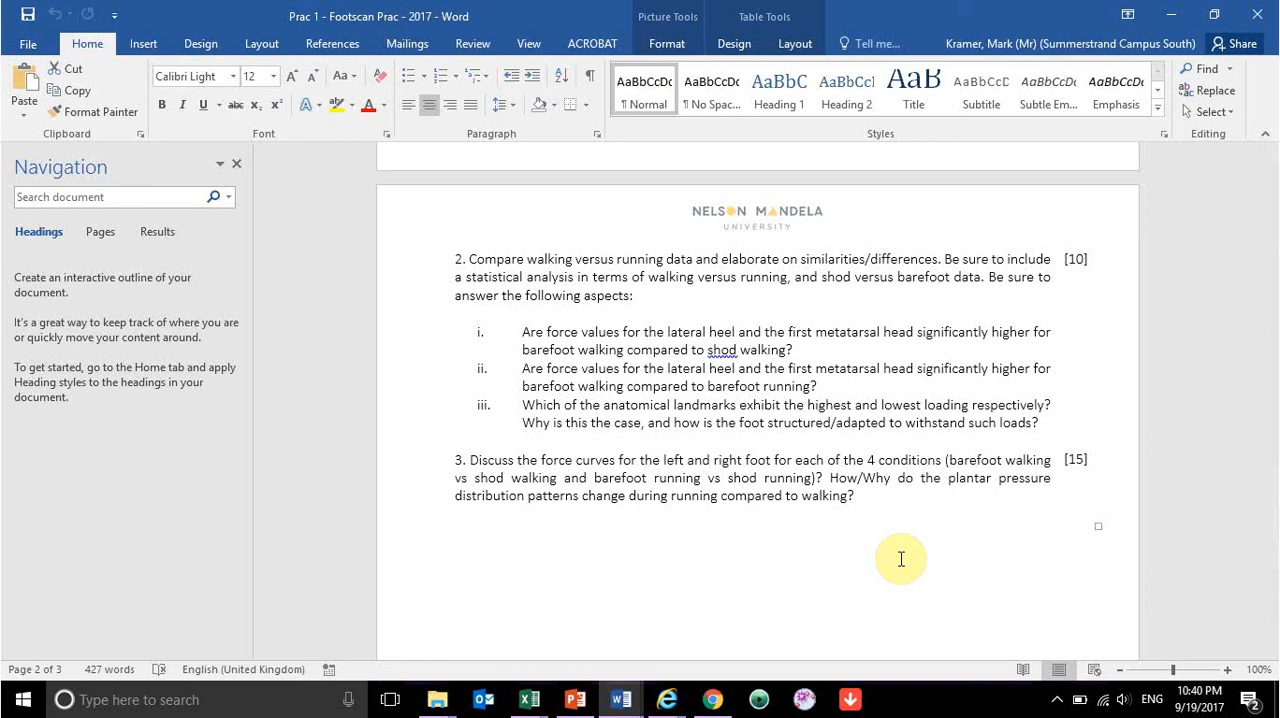 Prac 1 - Footscan Prac - 2017 - Word
Picture Tools
Table Tools
File
Home
Insert
Design
Layout
References
Mailings
Review
View
ACROBAT
Format
Design
Layout
Tell me...
Kramer, Mark (Mr) (Summerstrand Campus South)
Share
Paste
Cut
Copy
Format Painter
Clipboard
Calibri Light
12
Font
Paragraph
AaBbCcDc
¶ Normal
AaBbCcDc
¶ No Spac...
AaBbC
Heading 1
AaBbCcl
Heading 2
AaB
Title
AaBbCcD
Subtitle
AaBbCcDc
Subtle Em...
AaBbCcDc
Emphasis
Styles
Find
Replace
Select
Editing
Navigation
Search document
Headings
Pages
Results
Create an interactive outline of your
document.
It's a great way to keep track of where you are
or quickly move your content around.
To get started, go to the Home tab and apply
Heading styles to the headings in your
document.
NELSON MANDELA
UNIVERSITY
2. Compare walking versus running data and elaborate on similarities/differences. Be sure to include [10]
a statistical analysis in terms of walking versus running, and shod versus barefoot data. Be sure to
answer the following aspects:
i. Are force values for the lateral heel and the first metatarsal head significantly higher for
barefoot walking compared to shod walking?
ii. Are force values for the lateral heel and the first metatarsal head significantly higher for
barefoot walking compared to barefoot running?
iii. Which of the anatomical landmarks exhibit the highest and lowest loading respectively?
Why is this the case, and how is the foot structured/adapted to withstand such loads?
3. Discuss the force curves for the left and right foot for each of the 4 conditions (barefoot walking [15]
vs shod walking and barefoot running vs shod running)? How/Why do the plantar pressure
distribution patterns change during running compared to walking?
Page 2 of 3
427 words
English (United Kingdom)
100%
Type here to search
ENG
10:40 PM
9/19/2017
2